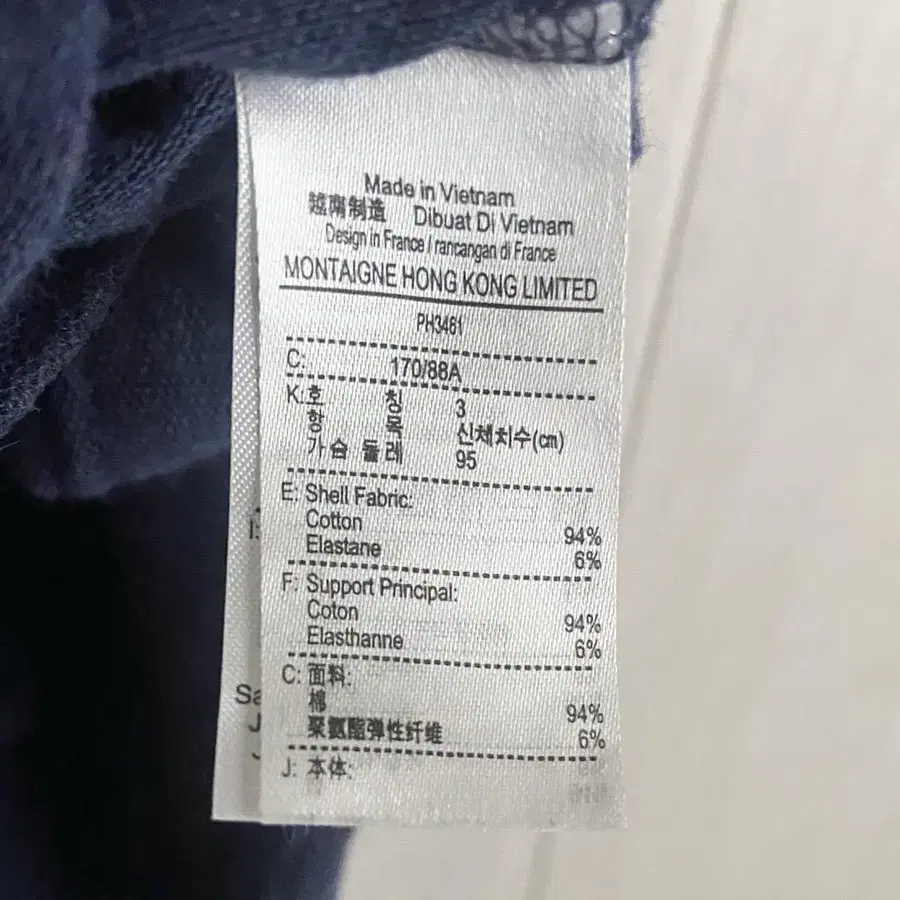 Made in Vietnam
越南制造 Dibuat Di Vietnam
Design in France / rancangan di France
MONTAIGNE HONG KONG LIMITED
PH3461
C: 170/88A
K: 호 칭 3
항 목 신체치수(cm)
가슴 둘레 95
E: Shell Fabric:
Cotton 94%
Elastane 6%
F: Support Principal:
Coton 94%
Elasthanne 6%
C: 面料:
棉 94%
聚氨酯弹性纤维 6%
J: 本体:
I:
Sa
J